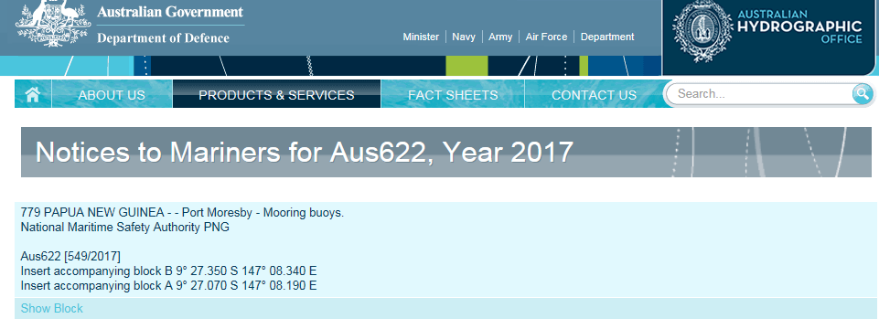 Australian Government
Department of Defence
Minister | Navy | Army | Air Force | Department
AUSTRALIAN
HYDROGRAPHIC
OFFICE
ABOUT US PRODUCTS & SERVICES FACT SHEETS CONTACT US Search...
Notices to Mariners for Aus622, Year 2017
779 PAPUA NEW GUINEA - - Port Moresby - Mooring buoys.
National Maritime Safety Authority PNG
Aus622 [549/2017]
Insert accompanying block B 9° 27.350 S 147° 08.340 E
Insert accompanying block A 9° 27.070 S 147° 08.190 E
Show Block